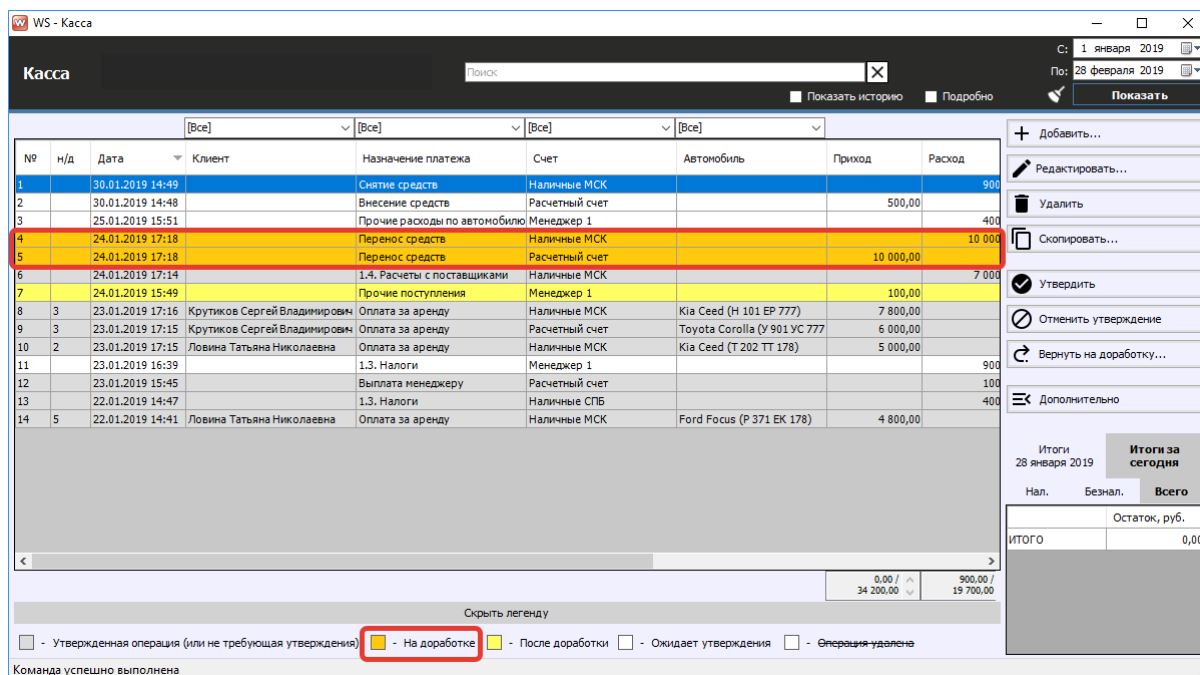 WS - Касса
С: 1 января 2019
Касса
Поиск
По: 28 февраля 2019
Показать историю Подробно Показать
[Все] [Все] [Все] [Все]
№ н/д Дата Клиент Назначение платежа Счет Автомобиль Приход Расход
1 30.01.2019 14:49 Снятие средств Наличные МСК 900
2 30.01.2019 14:48 Внесение средств Расчетный счет 500,00
3 25.01.2019 15:51 Прочие расходы по автомобилю Менеджер 1 400
4 24.01.2019 17:18 Перенос средств Наличные МСК 10 000
5 24.01.2019 17:18 Перенос средств Расчетный счет 10 000,00
6 24.01.2019 17:14 1.4. Расчеты с поставщиками Наличные МСК 7 000
7 24.01.2019 15:49 Прочие поступления Менеджер 1 100,00
8 3 23.01.2019 17:16 Крутиков Сергей Владимирович Оплата за аренду Наличные МСК Kia Ceed (Н 101 ЕР 777) 7 800,00
9 3 23.01.2019 17:15 Крутиков Сергей Владимирович Оплата за аренду Расчетный счет Toyota Corolla (У 901 УС 777 6 000,00
10 2 23.01.2019 17:15 Ловина Татьяна Николаевна Оплата за аренду Наличные МСК Kia Ceed (Т 202 ТТ 178) 5 000,00
11 23.01.2019 16:39 1.3. Налоги Менеджер 1 900
12 23.01.2019 15:45 Выплата менеджеру Расчетный счет 100
13 22.01.2019 14:47 1.3. Налоги Наличные СПБ 400
14 5 22.01.2019 14:41 Ловина Татьяна Николаевна Оплата за аренду Наличные МСК Ford Focus (Р 371 ЕК 178) 4 800,00
0,00 / 900,00 /
34 200,00 19 700,00
Скрыть легенду
- Утвержденная операция (или не требующая утверждения) - На доработке - После доработки - Ожидает утверждения - Операция удалена
Команда успешно выполнена
Добавить...
Редактировать...
Удалить
Скопировать...
Утвердить
Отменить утверждение
Вернуть на доработку...
Дополнительно
Итоги
28 января 2019
Итоги за
сегодня
Нал. Безнал. Всего
Остаток, руб.
ИТОГО 0,00